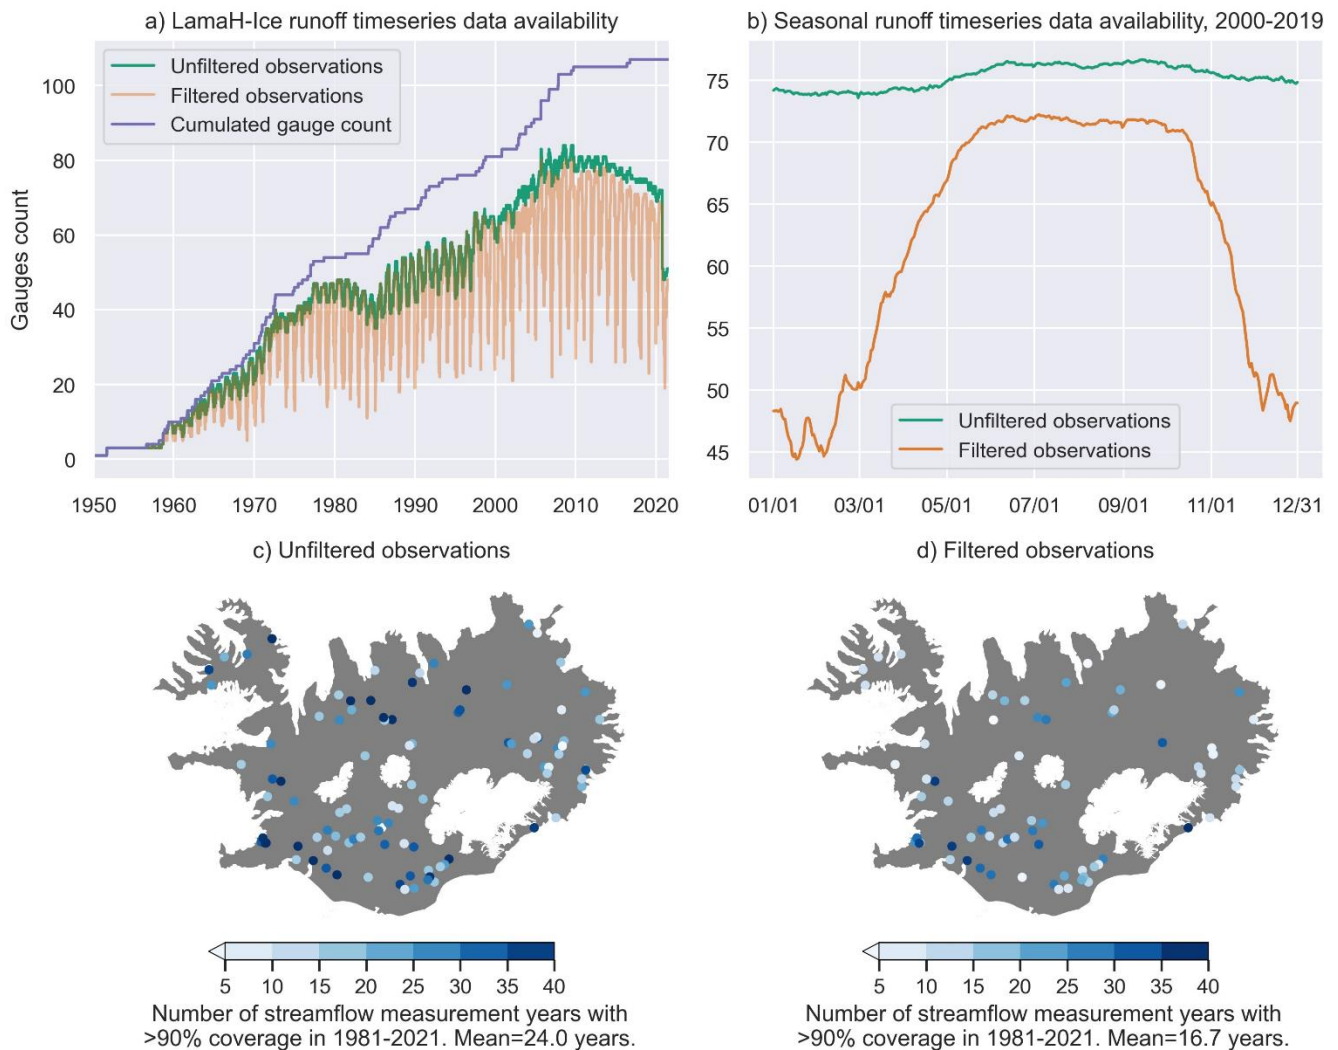 a) LamaH-Ice runoff timeseries data availability
Unfiltered observations
Filtered observations
Cumulated gauge count
Gauges count
100
80
60
40
20
0
1950 1960 1970 1980 1990 2000 2010 2020
b) Seasonal runoff timeseries data availability, 2000-2019
75
70
65
60
55
50
45
Unfiltered observations
Filtered observations
01/01 03/01 05/01 07/01 09/01 11/01 12/31
c) Unfiltered observations
5 10 15 20 25 30 35 40
Number of streamflow measurement years with
>90% coverage in 1981-2021. Mean=24.0 years.
d) Filtered observations
5 10 15 20 25 30 35 40
Number of streamflow measurement years with
>90% coverage in 1981-2021. Mean=16.7 years.